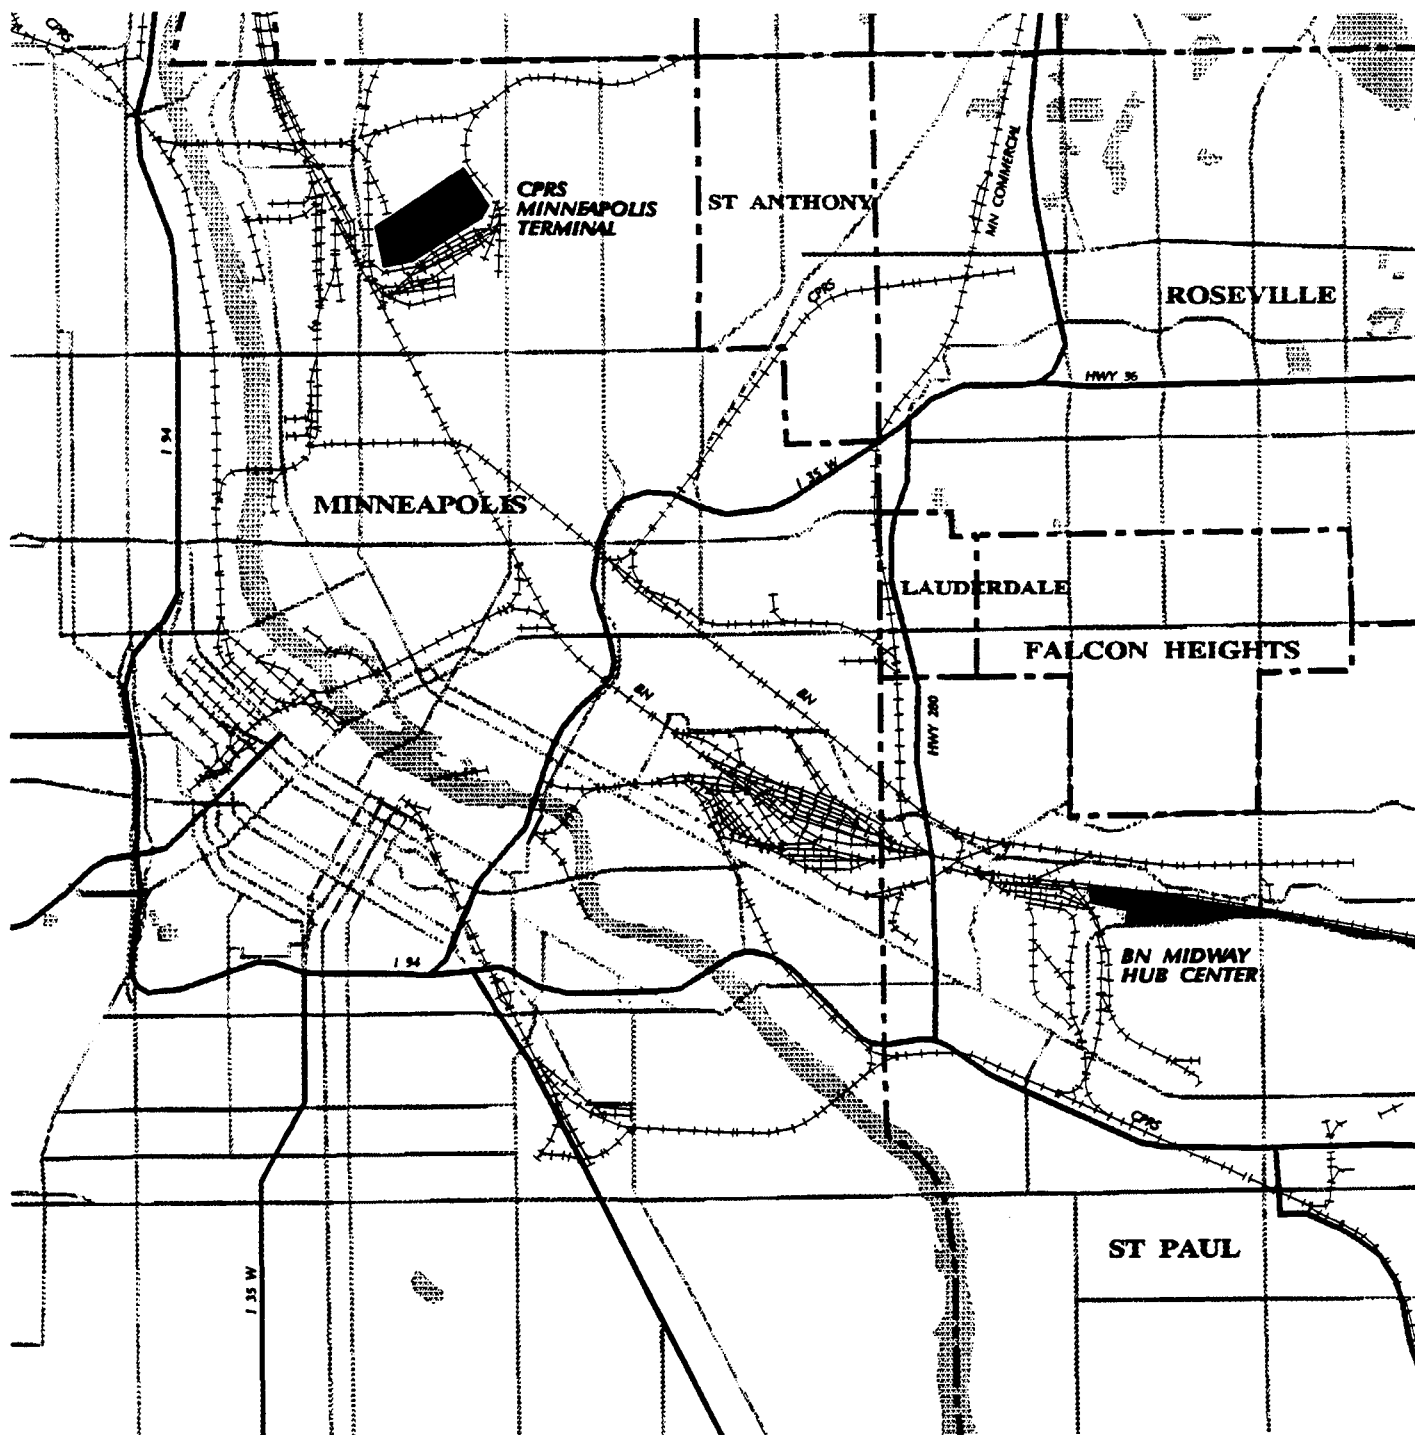 CPRS
CPRS
MINNEAPOLIS
TERMINAL
ST ANTHONY
MN COMMERCIAL
CPRS
ROSEVILLE
HWY 36
I 94
I 35 W
MINNEAPOLIS
LAUDERDALE
FALCON HEIGHTS
BN
BN
HWY 280
I 94
BN MIDWAY
HUB CENTER
CPRS
ST PAUL
I 35 W